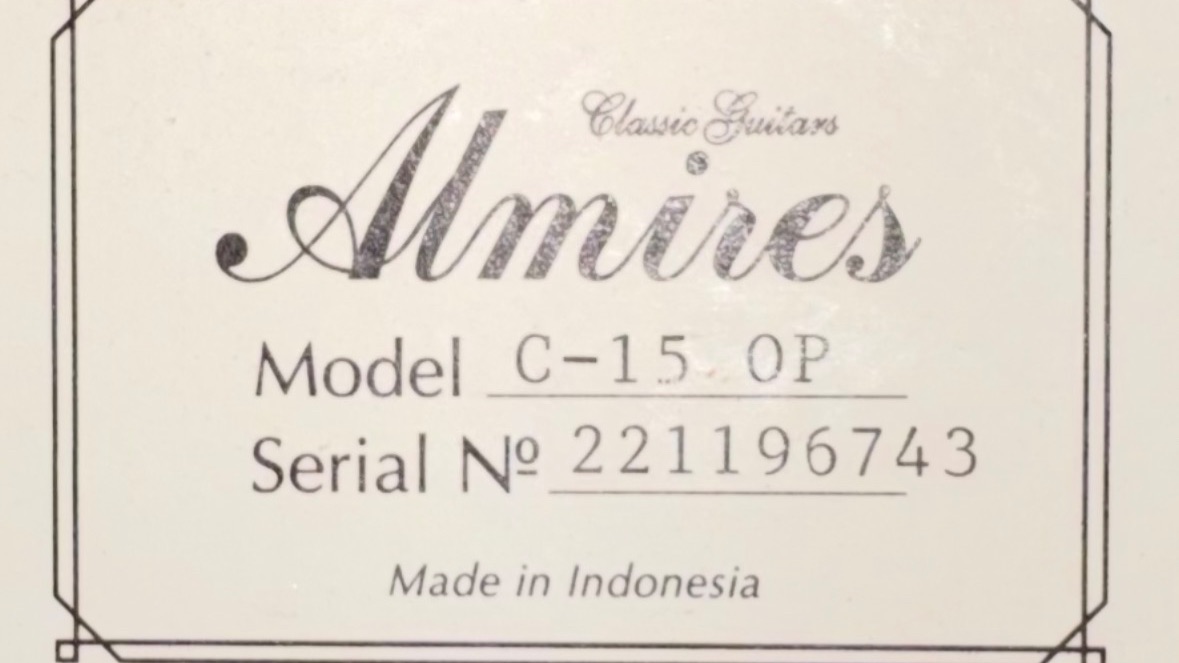 Classic Guitars
Almires
Model C-15 OP
Serial Nº 221196743
Made in Indonesia